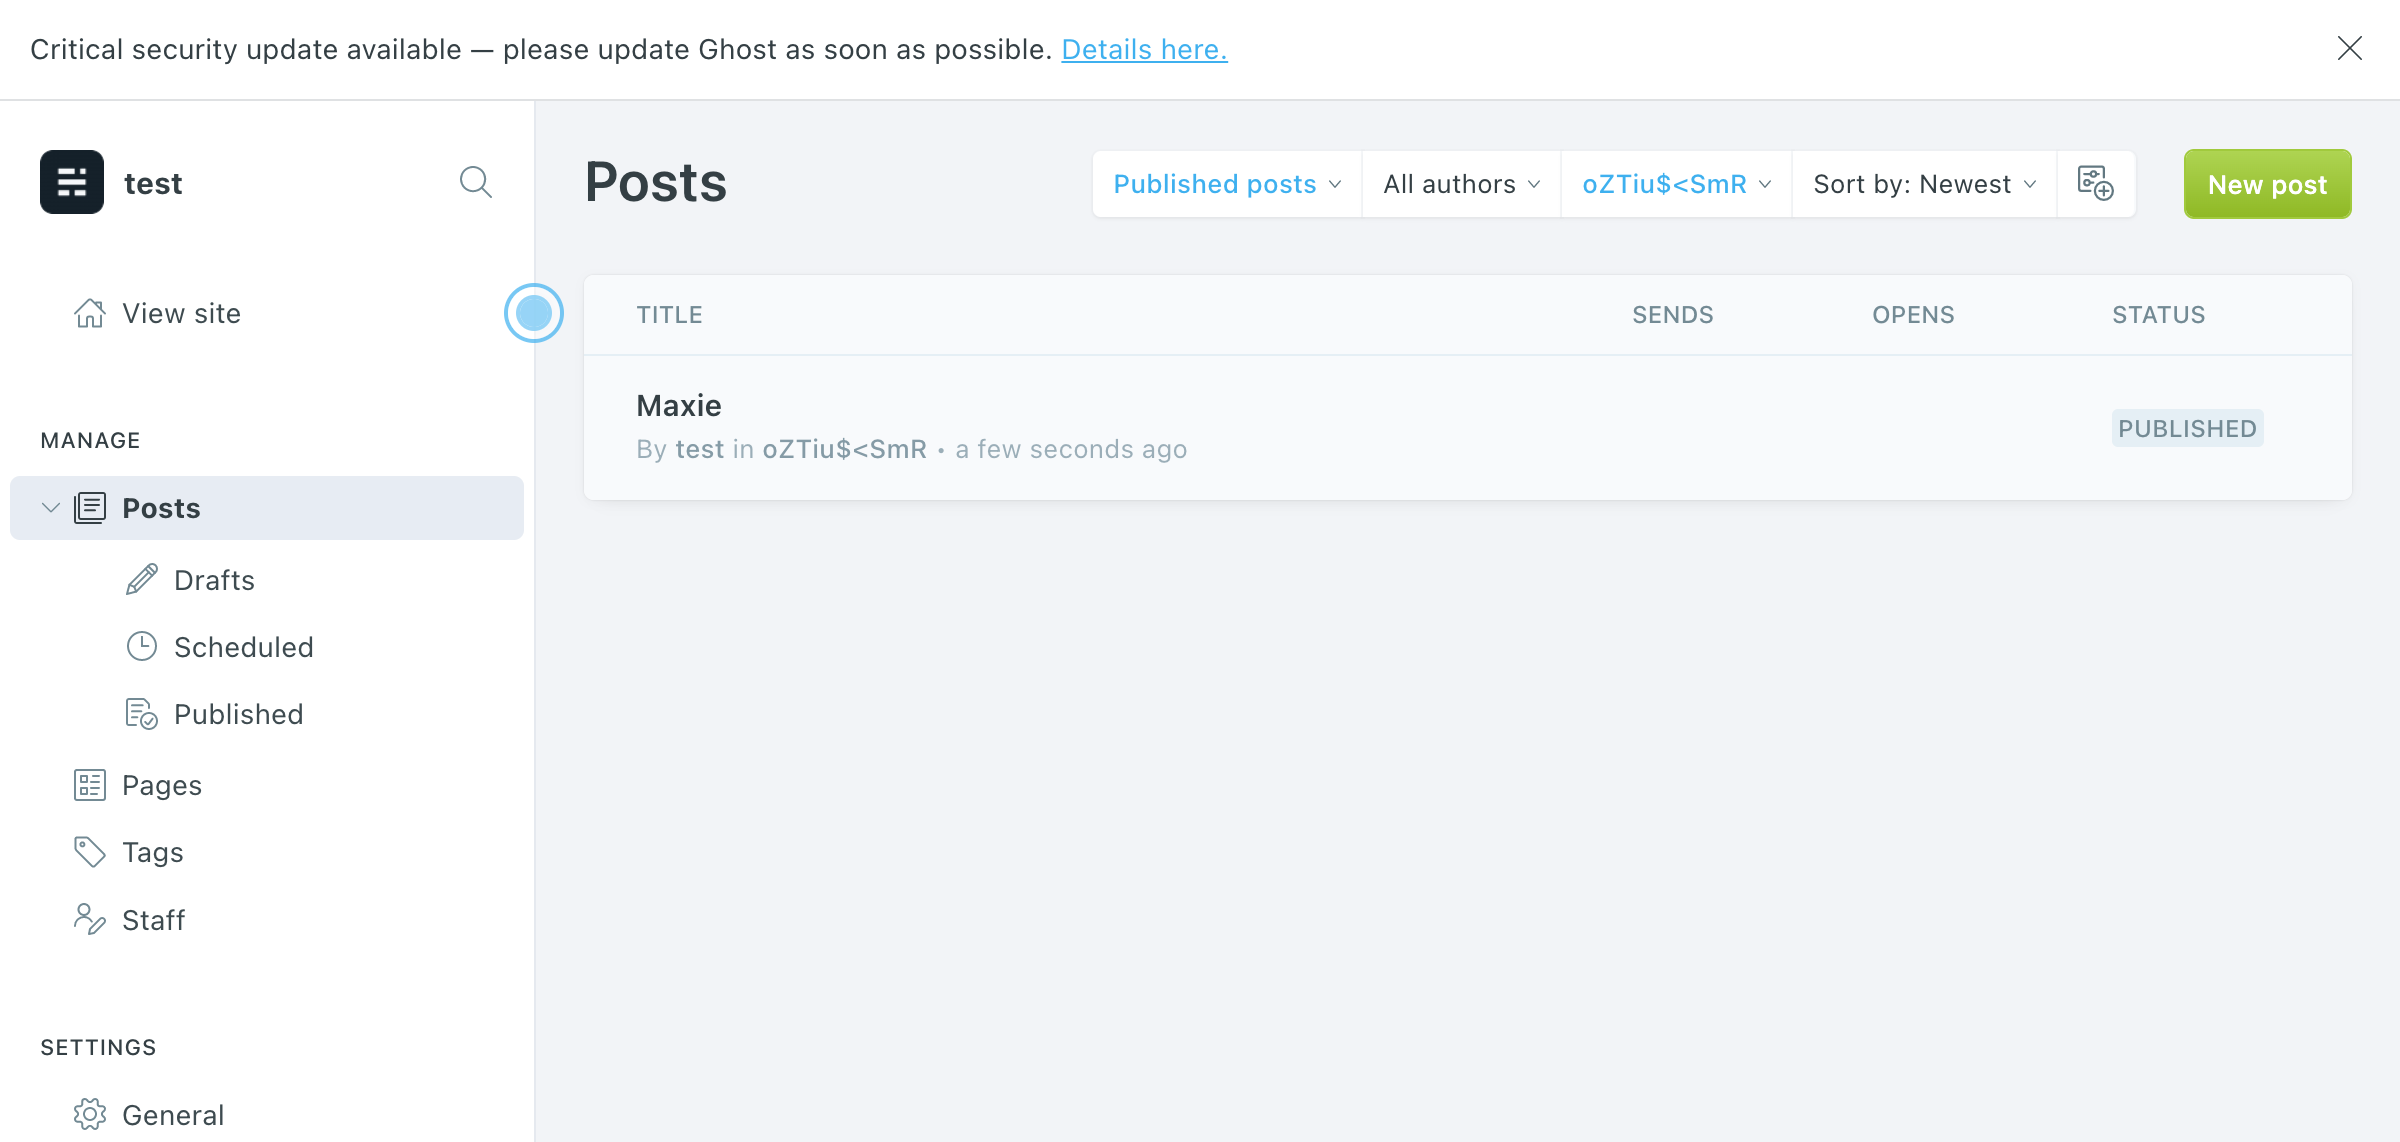 Critical security update available — please update Ghost as soon as possible. Details here.
test
View site
MANAGE
Posts
Drafts
Scheduled
Published
Pages
Tags
Staff
SETTINGS
General
Posts
Published posts
All authors
oZTiu$<SmR
Sort by: Newest
New post
TITLE SENDS OPENS STATUS
Maxie
By test in oZTiu$<SmR • a few seconds ago
PUBLISHED